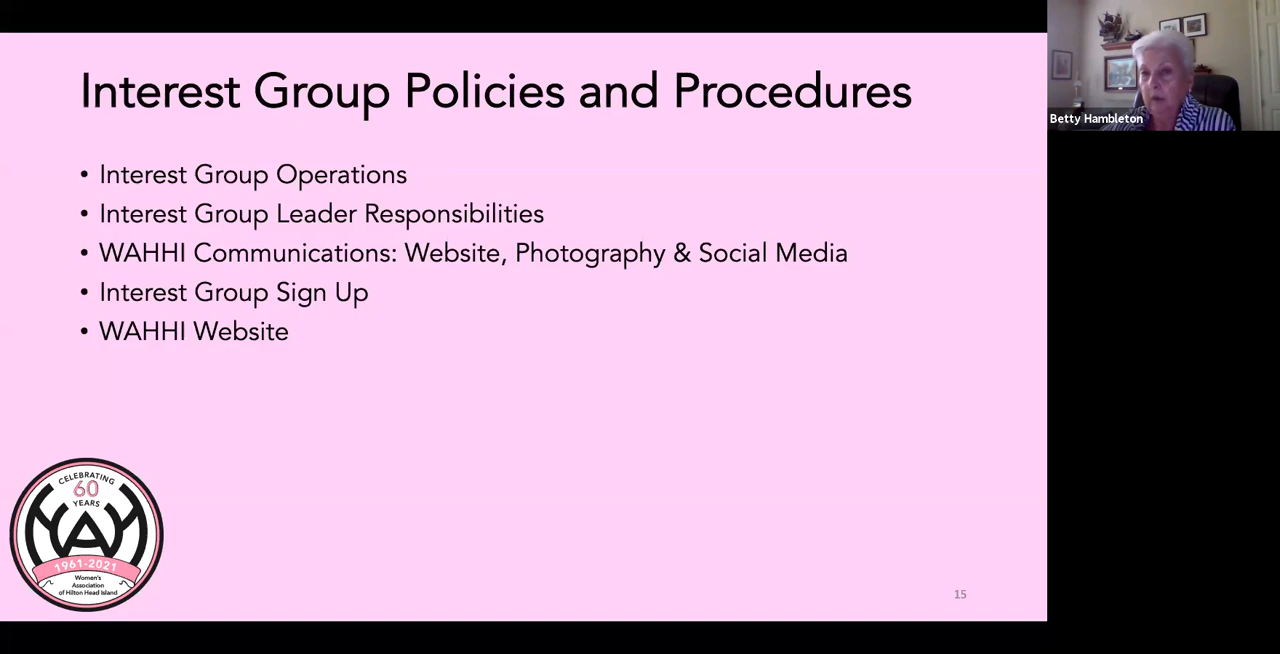 Interest Group Policies and Procedures
• Interest Group Operations
• Interest Group Leader Responsibilities
• WAHHI Communications: Website, Photography & Social Media
• Interest Group Sign Up
• WAHHI Website
CELEBRATING
60
YEARS
WAH
1961-2021
Women's
Association
of Hilton Head Island
15
Betty Hambleton